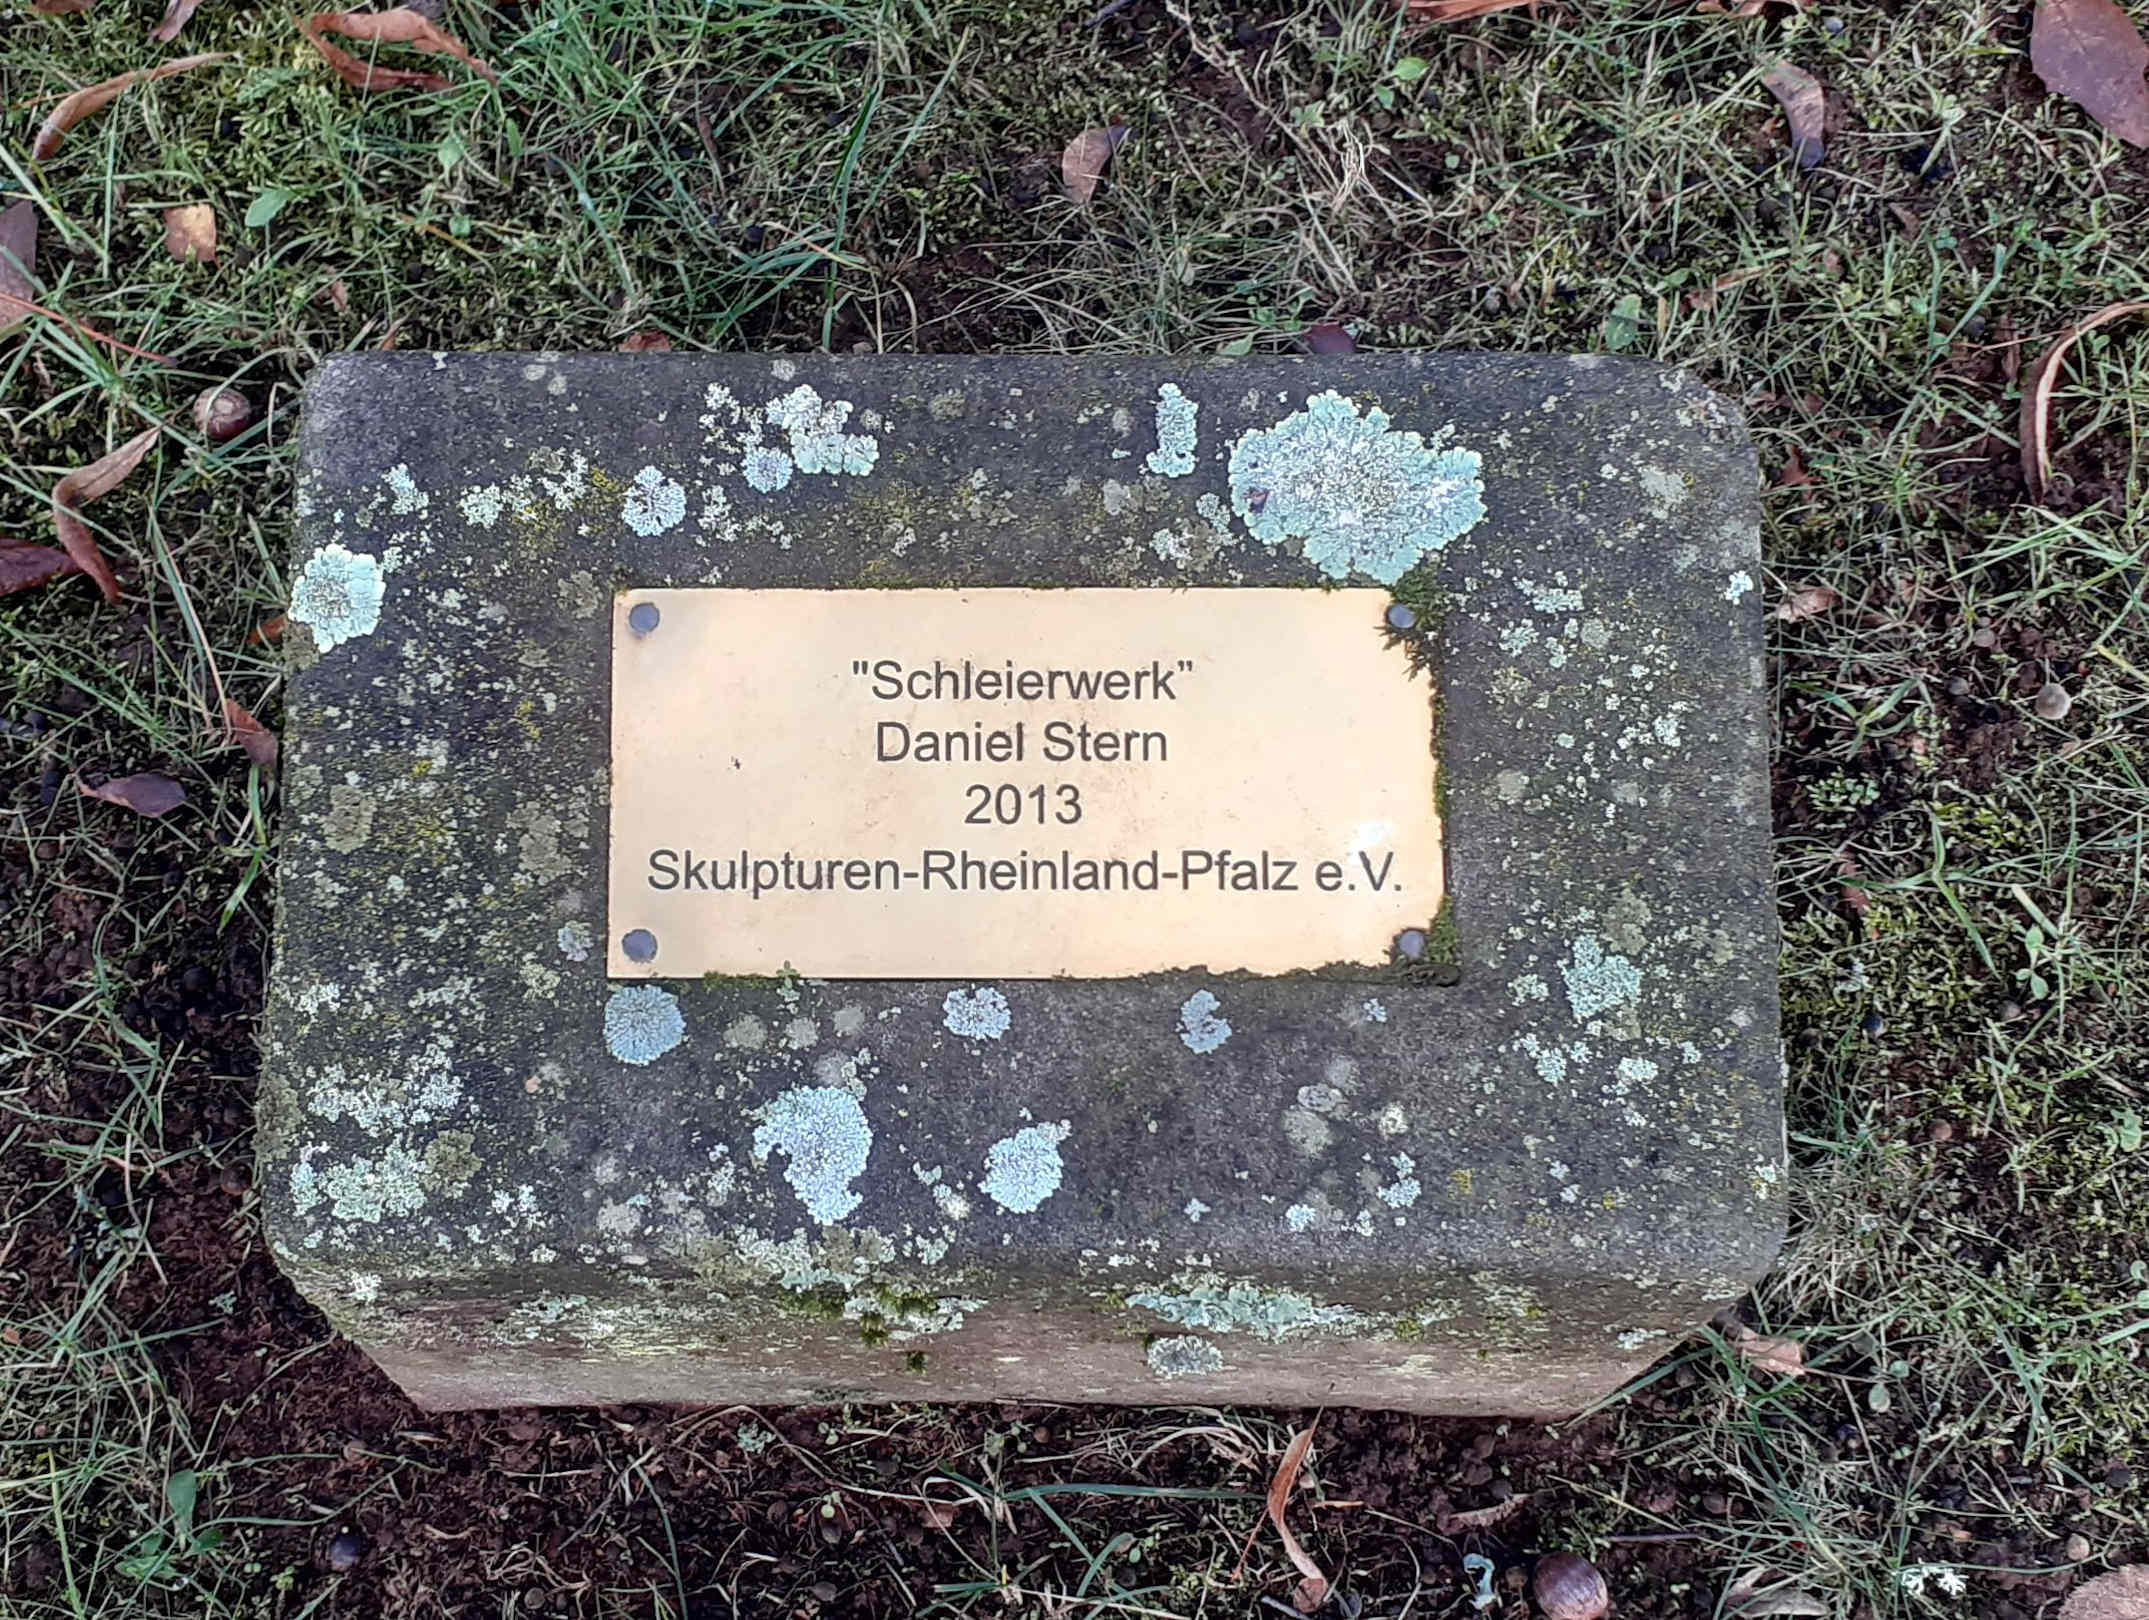 "Schleierwerk”
Daniel Stern
2013
Skulpturen-Rheinland-Pfalz e.V.